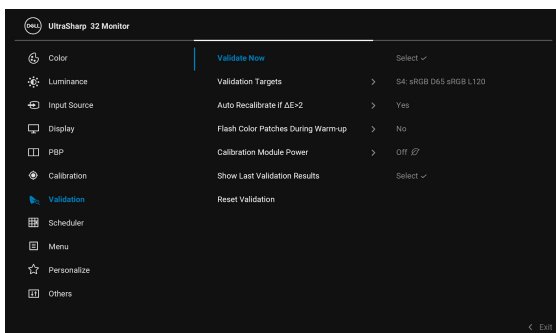 DELL UltraSharp 32 Monitor
Color
Validate Now Select
Luminance
Validation Targets S4: sRGB D65 sRGB L120
Input Source
Auto Recalibrate if ΔE>2 Yes
Display
Flash Color Patches During Warm-up No
PBP
Calibration Module Power Off
Calibration
Show Last Validation Results Select
Validation
Reset Validation
Scheduler
Menu
Personalize
Others
Exit